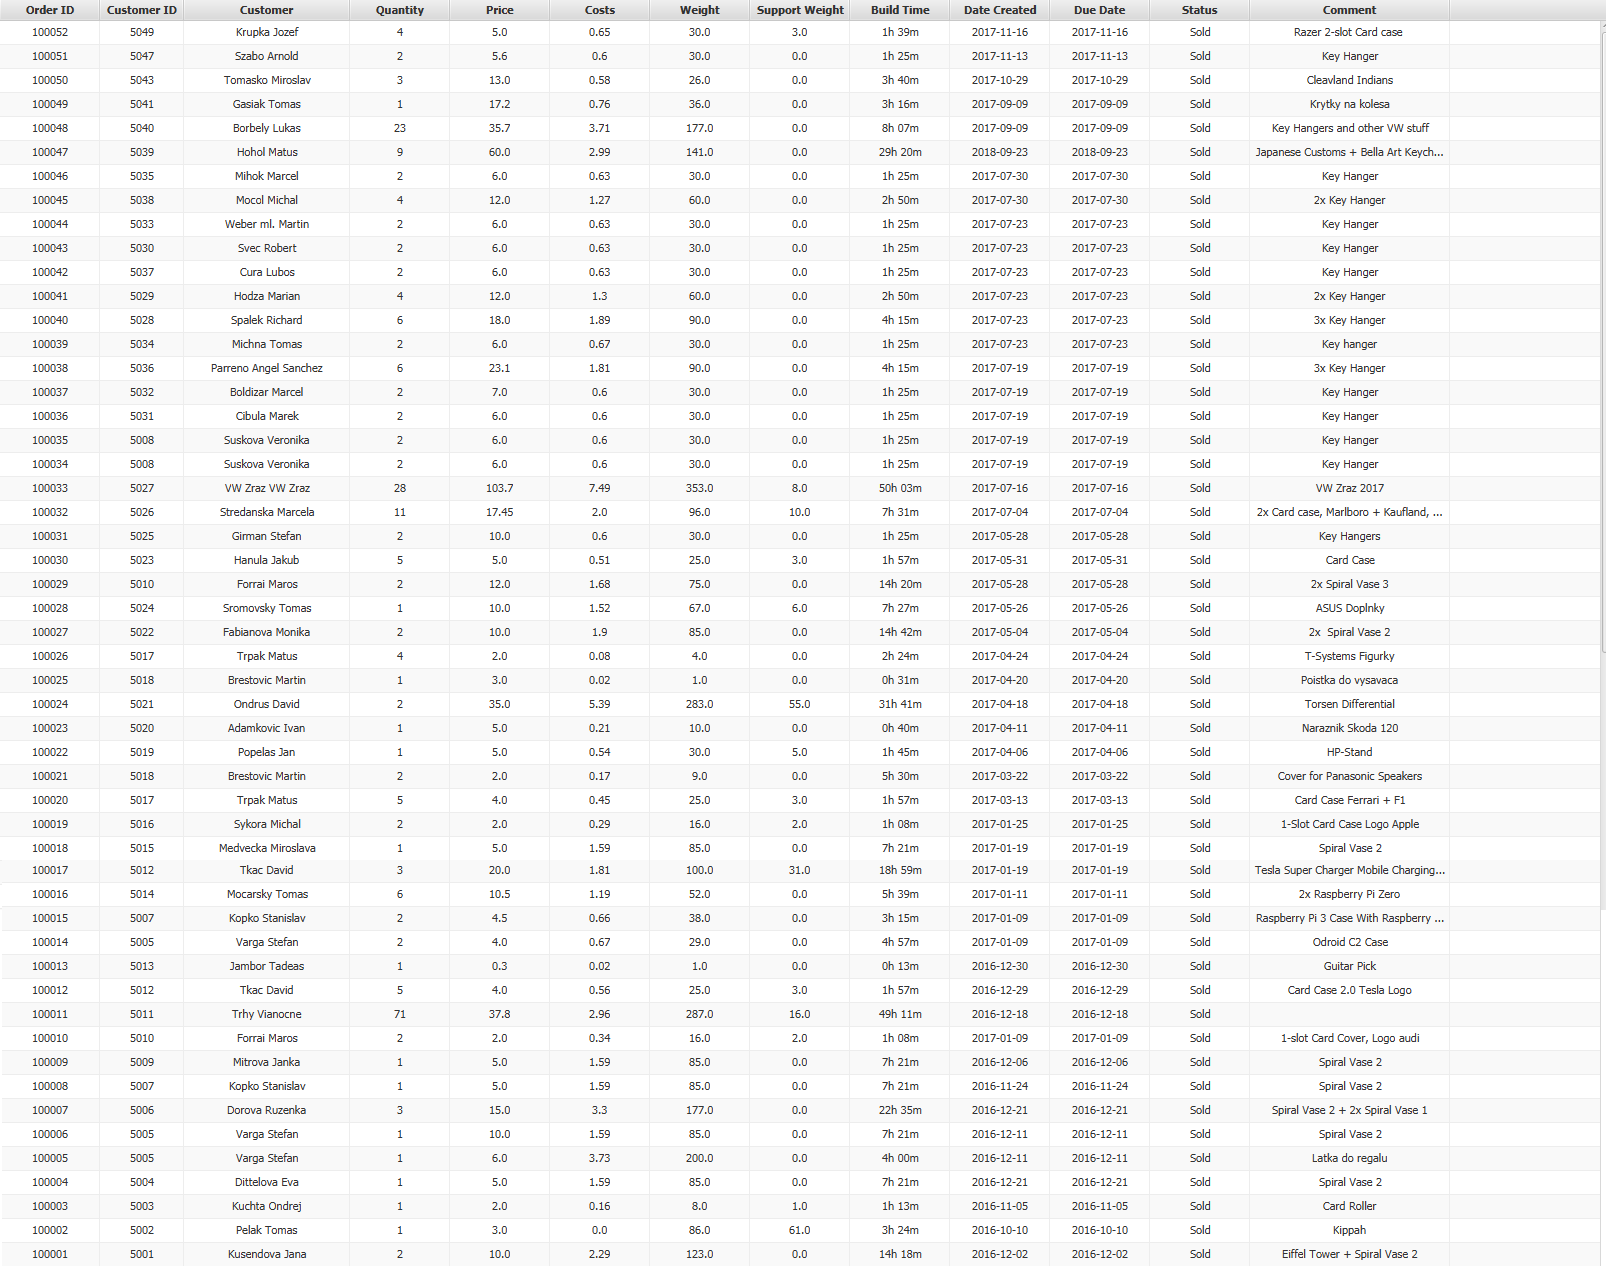 Order ID Customer ID Customer Quantity Price Costs Weight Support Weight Build Time Date Created Due Date Status Comment
100052 5049 Krupka Jozef 4 5.0 0.65 30.0 3.0 1h 39m 2017-11-16 2017-11-16 Sold Razer 2-slot Card case
100051 5047 Szabo Arnold 2 5.6 0.6 30.0 0.0 1h 25m 2017-11-13 2017-11-13 Sold Key Hanger
100050 5043 Tomasko Miroslav 3 13.0 0.58 26.0 0.0 3h 40m 2017-10-29 2017-10-29 Sold Cleavland Indians
100049 5041 Gasiak Tomas 1 17.2 0.76 36.0 0.0 3h 16m 2017-09-09 2017-09-09 Sold Krytky na kolesa
100048 5040 Borbely Lukas 23 35.7 3.71 177.0 0.0 8h 07m 2017-09-09 2017-09-09 Sold Key Hangers and other VW stuff
100047 5039 Hohol Matus 9 60.0 2.99 141.0 0.0 29h 20m 2018-09-23 2018-09-23 Sold Japanese Customs + Bella Art Keych...
100046 5035 Mihok Marcel 2 6.0 0.63 30.0 0.0 1h 25m 2017-07-30 2017-07-30 Sold Key Hanger
100045 5038 Mocol Michal 4 12.0 1.27 60.0 0.0 2h 50m 2017-07-30 2017-07-30 Sold 2x Key Hanger
100044 5033 Weber ml. Martin 2 6.0 0.63 30.0 0.0 1h 25m 2017-07-23 2017-07-23 Sold Key Hanger
100043 5030 Svec Robert 2 6.0 0.63 30.0 0.0 1h 25m 2017-07-23 2017-07-23 Sold Key Hanger
100042 5037 Cura Lubos 2 6.0 0.63 30.0 0.0 1h 25m 2017-07-23 2017-07-23 Sold Key Hanger
100041 5029 Hodza Marian 4 12.0 1.3 60.0 0.0 2h 50m 2017-07-23 2017-07-23 Sold 2x Key Hanger
100040 5028 Spalek Richard 6 18.0 1.89 90.0 0.0 4h 15m 2017-07-23 2017-07-23 Sold 3x Key Hanger
100039 5034 Michna Tomas 2 6.0 0.67 30.0 0.0 1h 25m 2017-07-23 2017-07-23 Sold Key hanger
100038 5036 Parreno Angel Sanchez 6 23.1 1.81 90.0 0.0 4h 15m 2017-07-19 2017-07-19 Sold 3x Key Hanger
100037 5032 Boldizar Marcel 2 7.0 0.6 30.0 0.0 1h 25m 2017-07-19 2017-07-19 Sold Key Hanger
100036 5031 Cibula Marek 2 6.0 0.6 30.0 0.0 1h 25m 2017-07-19 2017-07-19 Sold Key Hanger
100035 5008 Suskova Veronika 2 6.0 0.6 30.0 0.0 1h 25m 2017-07-19 2017-07-19 Sold Key Hanger
100034 5008 Suskova Veronika 2 6.0 0.6 30.0 0.0 1h 25m 2017-07-19 2017-07-19 Sold Key Hanger
100033 5027 VW Zraz VW Zraz 28 103.7 7.49 353.0 8.0 50h 03m 2017-07-16 2017-07-16 Sold VW Zraz 2017
100032 5026 Stredanska Marcela 11 17.45 2.0 96.0 10.0 7h 31m 2017-07-04 2017-07-04 Sold 2x Card case, Marlboro + Kaufland, ...
100031 5025 Girman Stefan 2 10.0 0.6 30.0 0.0 1h 25m 2017-05-28 2017-05-28 Sold Key Hangers
100030 5023 Hanula Jakub 5 5.0 0.51 25.0 3.0 1h 57m 2017-05-31 2017-05-31 Sold Card Case
100029 5010 Forrai Maros 2 12.0 1.68 75.0 0.0 14h 20m 2017-05-28 2017-05-28 Sold 2x Spiral Vase 3
100028 5024 Sromovsky Tomas 1 10.0 1.52 67.0 6.0 7h 27m 2017-05-26 2017-05-26 Sold ASUS Doplnky
100027 5022 Fabianova Monika 2 10.0 1.9 85.0 0.0 14h 42m 2017-05-04 2017-05-04 Sold 2x Spiral Vase 2
100026 5017 Trpak Matus 4 2.0 0.08 4.0 0.0 2h 24m 2017-04-24 2017-04-24 Sold T-Systems Figurky
100025 5018 Brestovic Martin 1 3.0 0.02 1.0 0.0 0h 31m 2017-04-20 2017-04-20 Sold Poistka do vysavaca
100024 5021 Ondrus David 2 35.0 5.39 283.0 55.0 31h 41m 2017-04-18 2017-04-18 Sold Torsen Differential
100023 5020 Adamkovic Ivan 1 5.0 0.21 10.0 0.0 0h 40m 2017-04-11 2017-04-11 Sold Naraznik Skoda 120
100022 5019 Popelas Jan 1 5.0 0.54 30.0 5.0 1h 45m 2017-04-06 2017-04-06 Sold HP-Stand
100021 5018 Brestovic Martin 2 2.0 0.17 9.0 0.0 5h 30m 2017-03-22 2017-03-22 Sold Cover for Panasonic Speakers
100020 5017 Trpak Matus 5 4.0 0.45 25.0 3.0 1h 57m 2017-03-13 2017-03-13 Sold Card Case Ferrari + F1
100019 5016 Sykora Michal 2 2.0 0.29 16.0 2.0 1h 08m 2017-01-25 2017-01-25 Sold 1-Slot Card Case Logo Apple
100018 5015 Medvecka Miroslava 1 5.0 1.59 85.0 0.0 7h 21m 2017-01-19 2017-01-19 Sold Spiral Vase 2
100017 5012 Tkac David 3 20.0 1.81 100.0 31.0 18h 59m 2017-01-19 2017-01-19 Sold Tesla Super Charger Mobile Charging...
100016 5014 Mocarsky Tomas 6 10.5 1.19 52.0 0.0 5h 39m 2017-01-11 2017-01-11 Sold 2x Raspberry Pi Zero
100015 5007 Kopko Stanislav 2 4.5 0.66 38.0 0.0 3h 15m 2017-01-09 2017-01-09 Sold Raspberry Pi 3 Case With Raspberry ...
100014 5005 Varga Stefan 2 4.0 0.67 29.0 0.0 4h 57m 2017-01-09 2017-01-09 Sold Odroid C2 Case
100013 5013 Jambor Tadeas 1 0.3 0.02 1.0 0.0 0h 13m 2016-12-30 2016-12-30 Sold Guitar Pick
100012 5012 Tkac David 5 4.0 0.56 25.0 3.0 1h 57m 2016-12-29 2016-12-29 Sold Card Case 2.0 Tesla Logo
100011 5011 Trhy Vianocne 71 37.8 2.96 287.0 16.0 49h 11m 2016-12-18 2016-12-18 Sold
100010 5010 Forrai Maros 2 2.0 0.34 16.0 2.0 1h 08m 2017-01-09 2017-01-09 Sold 1-slot Card Cover, Logo audi
100009 5009 Mitrova Janka 1 5.0 1.59 85.0 0.0 7h 21m 2016-12-06 2016-12-06 Sold Spiral Vase 2
100008 5007 Kopko Stanislav 1 5.0 1.59 85.0 0.0 7h 21m 2016-11-24 2016-11-24 Sold Spiral Vase 2
100007 5006 Dorova Ruzenka 3 15.0 3.3 177.0 0.0 22h 35m 2016-12-21 2016-12-21 Sold Spiral Vase 2 + 2x Spiral Vase 1
100006 5005 Varga Stefan 1 10.0 1.59 85.0 0.0 7h 21m 2016-12-11 2016-12-11 Sold Spiral Vase 2
100005 5005 Varga Stefan 1 6.0 3.73 200.0 0.0 4h 00m 2016-12-11 2016-12-11 Sold Latka do regalu
100004 5004 Dittelova Eva 1 5.0 1.59 85.0 0.0 7h 21m 2016-12-21 2016-12-21 Sold Spiral Vase 2
100003 5003 Kuchta Ondrej 1 2.0 0.16 8.0 1.0 1h 13m 2016-11-05 2016-11-05 Sold Card Roller
100002 5002 Pelak Tomas 1 3.0 0.0 86.0 61.0 3h 24m 2016-10-10 2016-10-10 Sold Kippah
100001 5001 Kusendova Jana 2 10.0 2.29 123.0 0.0 14h 18m 2016-12-02 2016-12-02 Sold Eiffel Tower + Spiral Vase 2